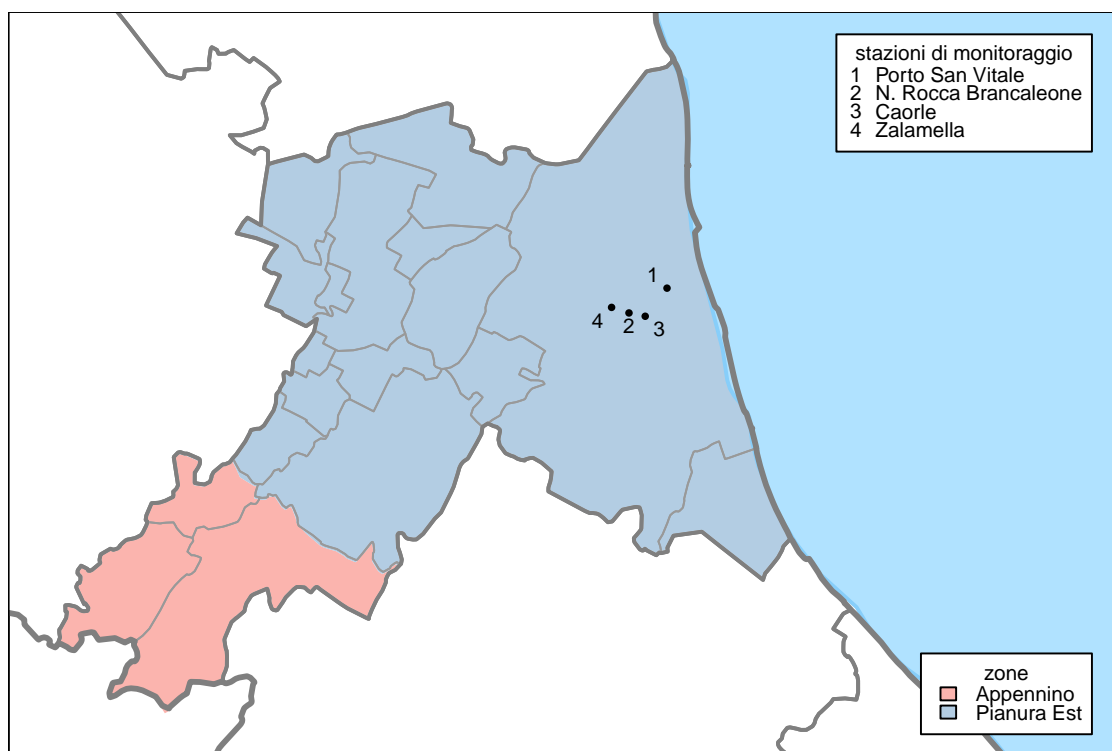 stazioni di monitoraggio
1 Porto San Vitale
2 N. Rocca Brancaleone
3 Caorle
4 Zalamella
1
4
2
3
zone
Appennino
Pianura Est